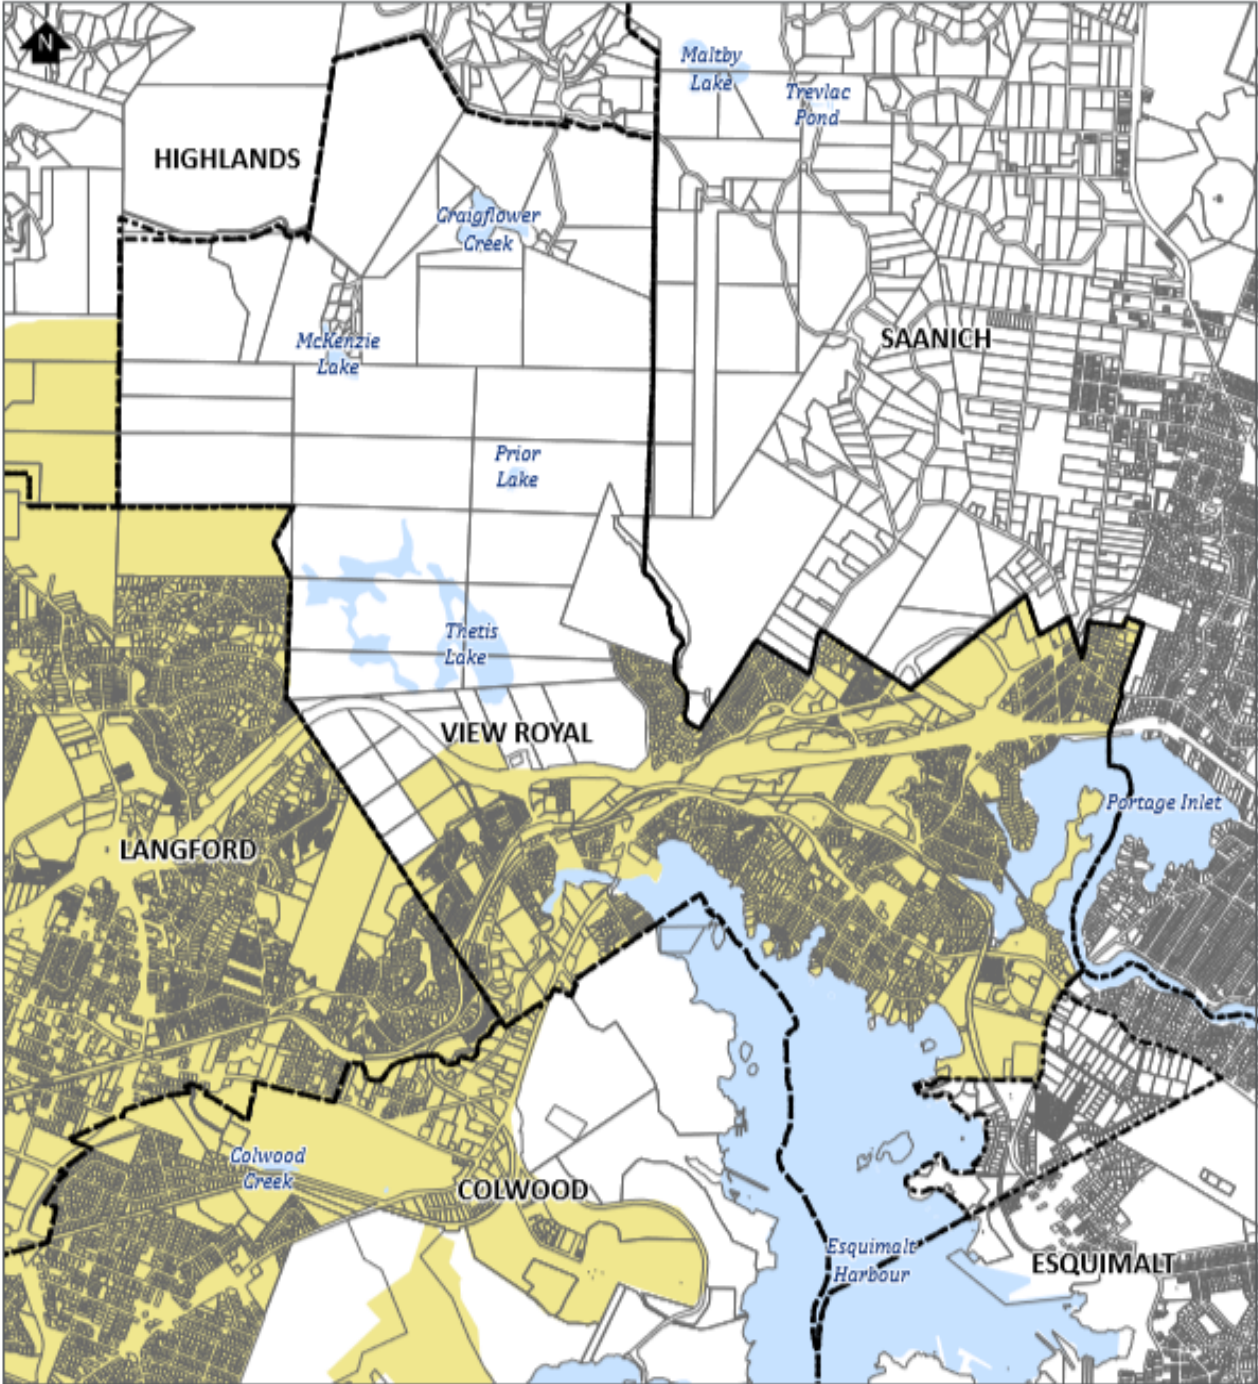 N
Maltby
Lake
Trevlac
Pond
HIGHLANDS
Craigflower
Creek
McKenzie
Lake
SAANICH
Prior
Lake
Thetis
Lake
VIEW ROYAL
Portage Inlet
LANGFORD
Colwood
Creek
COLWOOD
Esquimalt
Harbour
ESQUIMALT